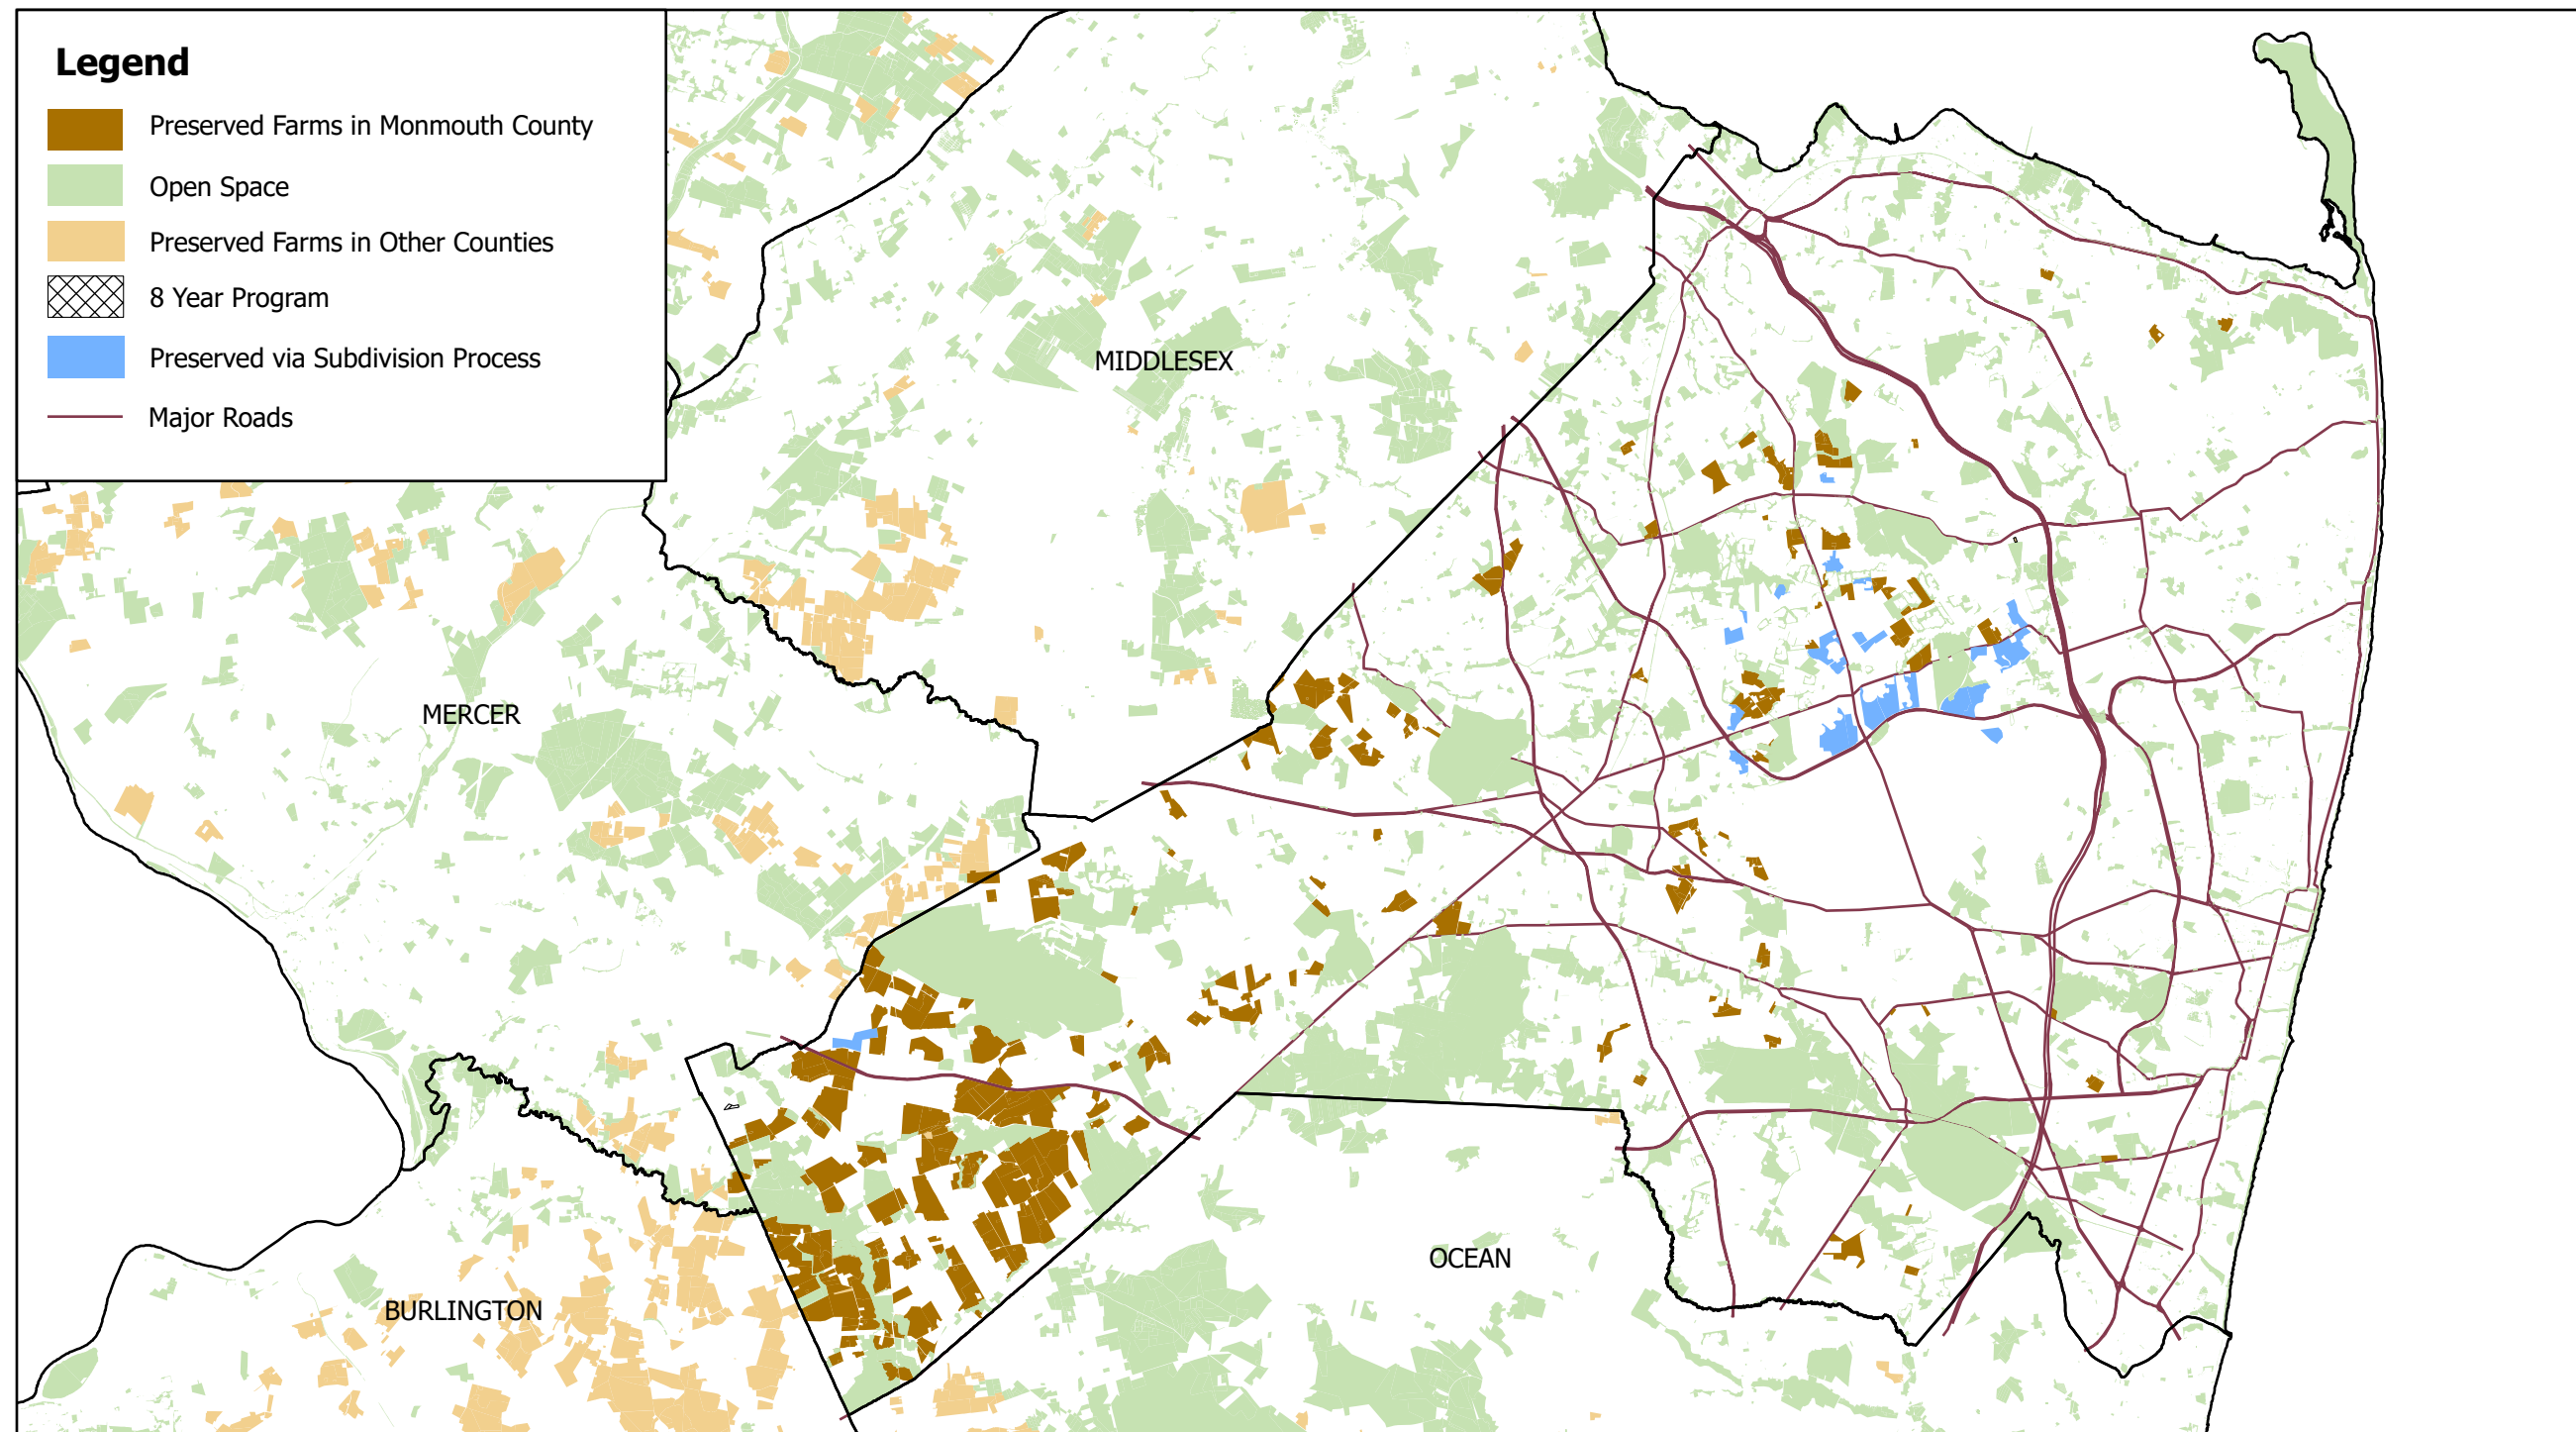 Legend
Preserved Farms in Monmouth County
Open Space
Preserved Farms in Other Counties
8 Year Program
Preserved via Subdivision Process
Major Roads
MIDDLESEX
MERCER
OCEAN
BURLINGTON